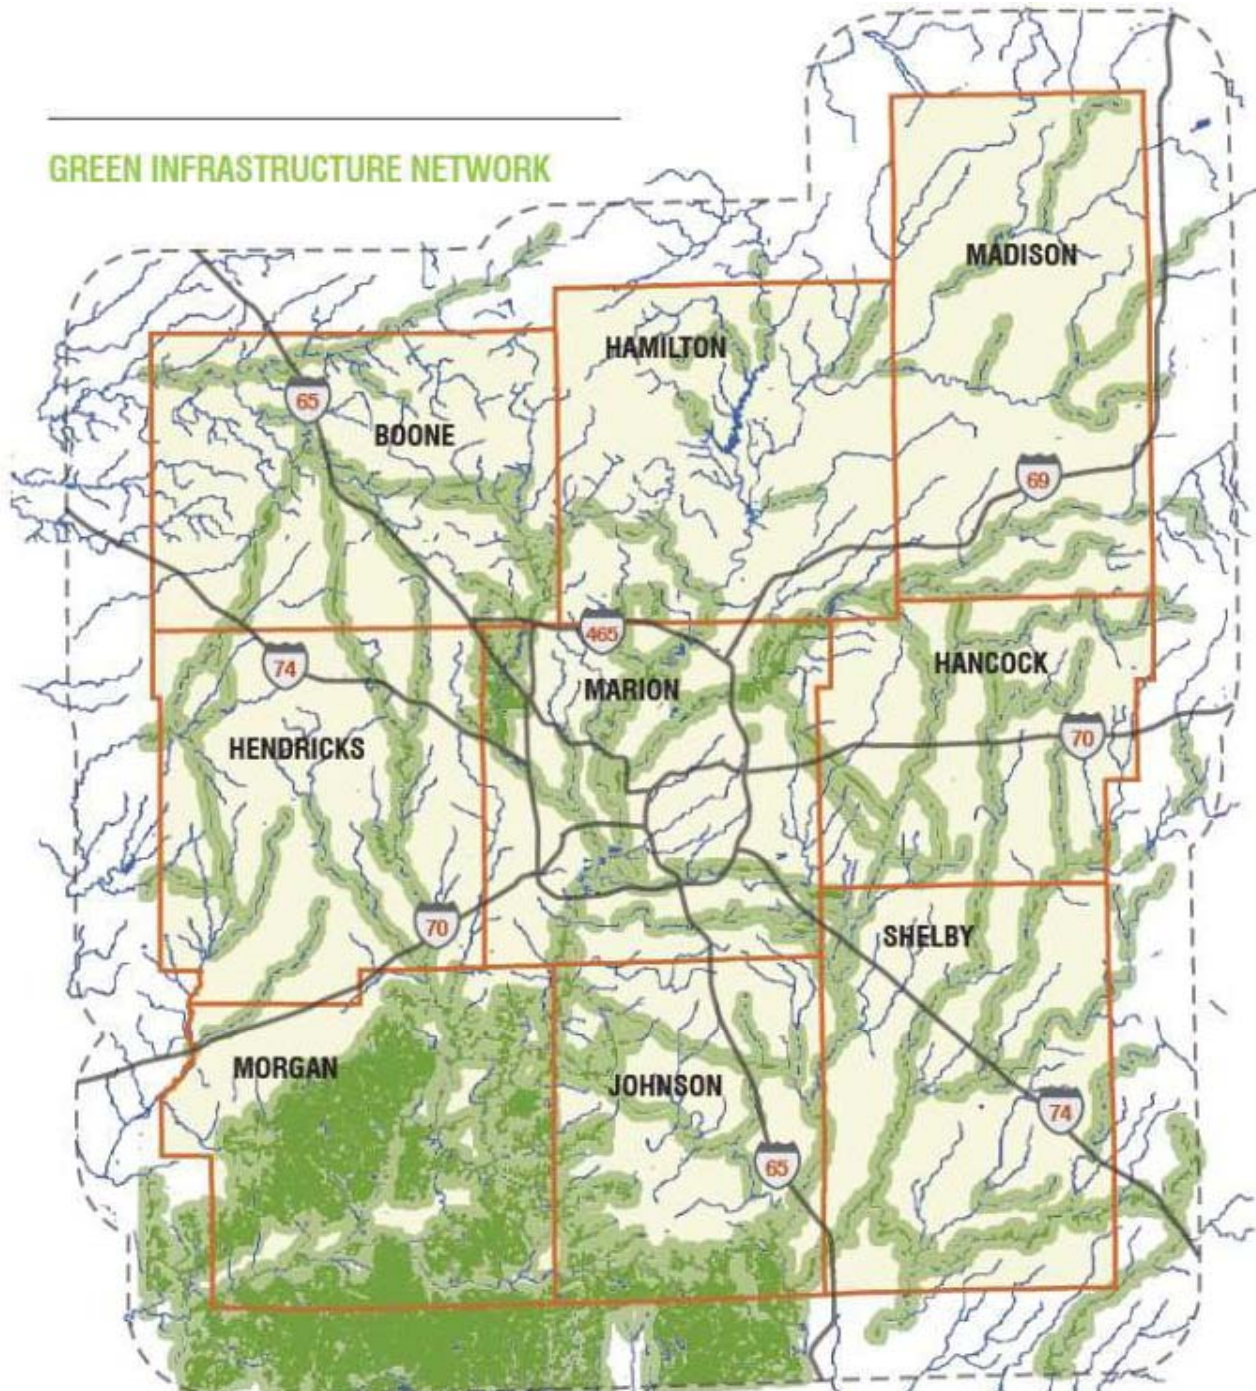 GREEN INFRASTRUCTURE NETWORK
MADISON
HAMILTON
65
BOONE
69
465
74
MARION
HANCOCK
HENDRICKS
70
70
SHELBY
MORGAN
JOHNSON
74
65